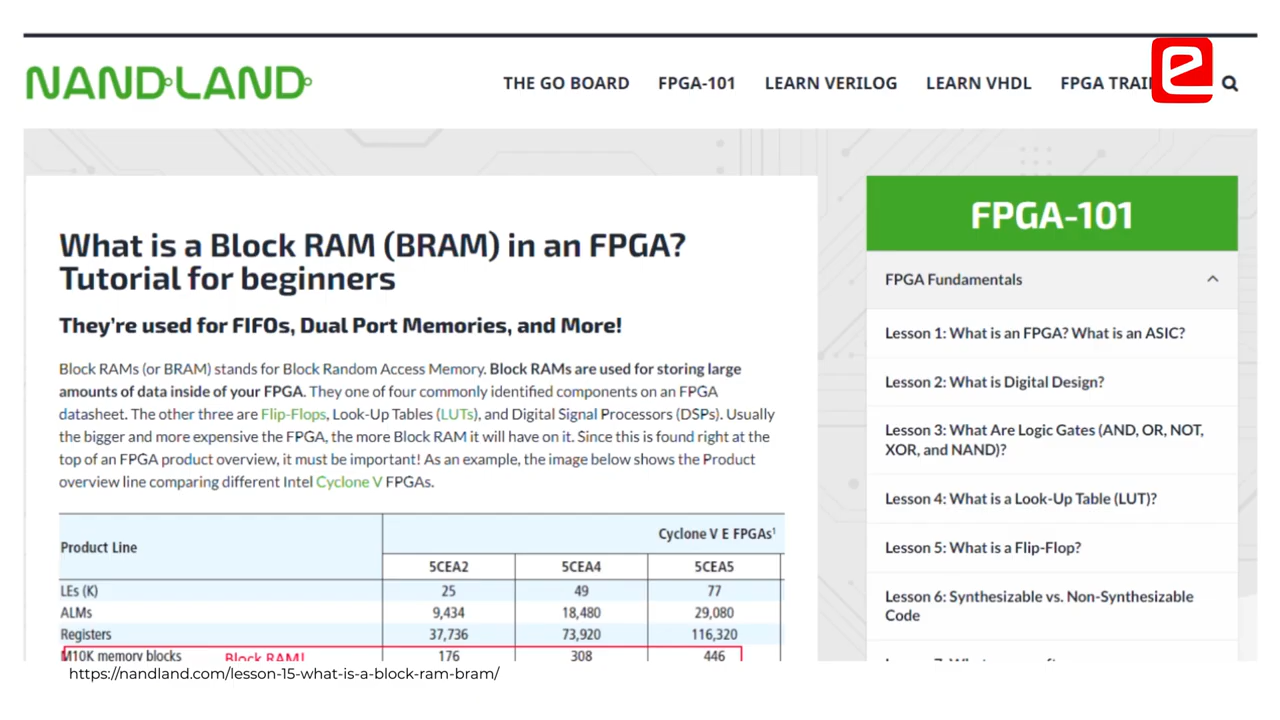 NANDLAND
THE GO BOARD FPGA-101 LEARN VERILOG LEARN VHDL FPGA
e
What is a Block RAM (BRAM) in an FPGA?
Tutorial for beginners
They're used for FIFOs, Dual Port Memories, and More!
Block RAMs (or BRAM) stands for Block Random Access Memory. Block RAMs are used for storing large
amounts of data inside of your FPGA. They one of four commonly identified components on an FPGA
datasheet. The other three are Flip-Flops, Look-Up Tables (LUTs), and Digital Signal Processors (DSPs). Usually
the bigger and more expensive the FPGA, the more Block RAM it will have on it. Since this is found right at the
top of an FPGA product overview, it must be important! As an example, the image below shows the Product
overview line comparing different Intel Cyclone V FPGAs.
Product Line Cyclone V E FPGAs¹
5CEA2 5CEA4 5CEA5
LEs (K) 25 49 77
ALMs 9,434 18,480 29,080
Registers 37,736 73,920 116,320
M10K memory blocks Block RAM! 176 308 446
FPGA-101
FPGA Fundamentals
Lesson 1: What is an FPGA? What is an ASIC?
Lesson 2: What is Digital Design?
Lesson 3: What Are Logic Gates (AND, OR, NOT,
XOR, and NAND)?
Lesson 4: What is a Look-Up Table (LUT)?
Lesson 5: What is a Flip-Flop?
Lesson 6: Synthesizable vs. Non-Synthesizable
Code
https://nandland.com/lesson-15-what-is-a-block-ram-bram/